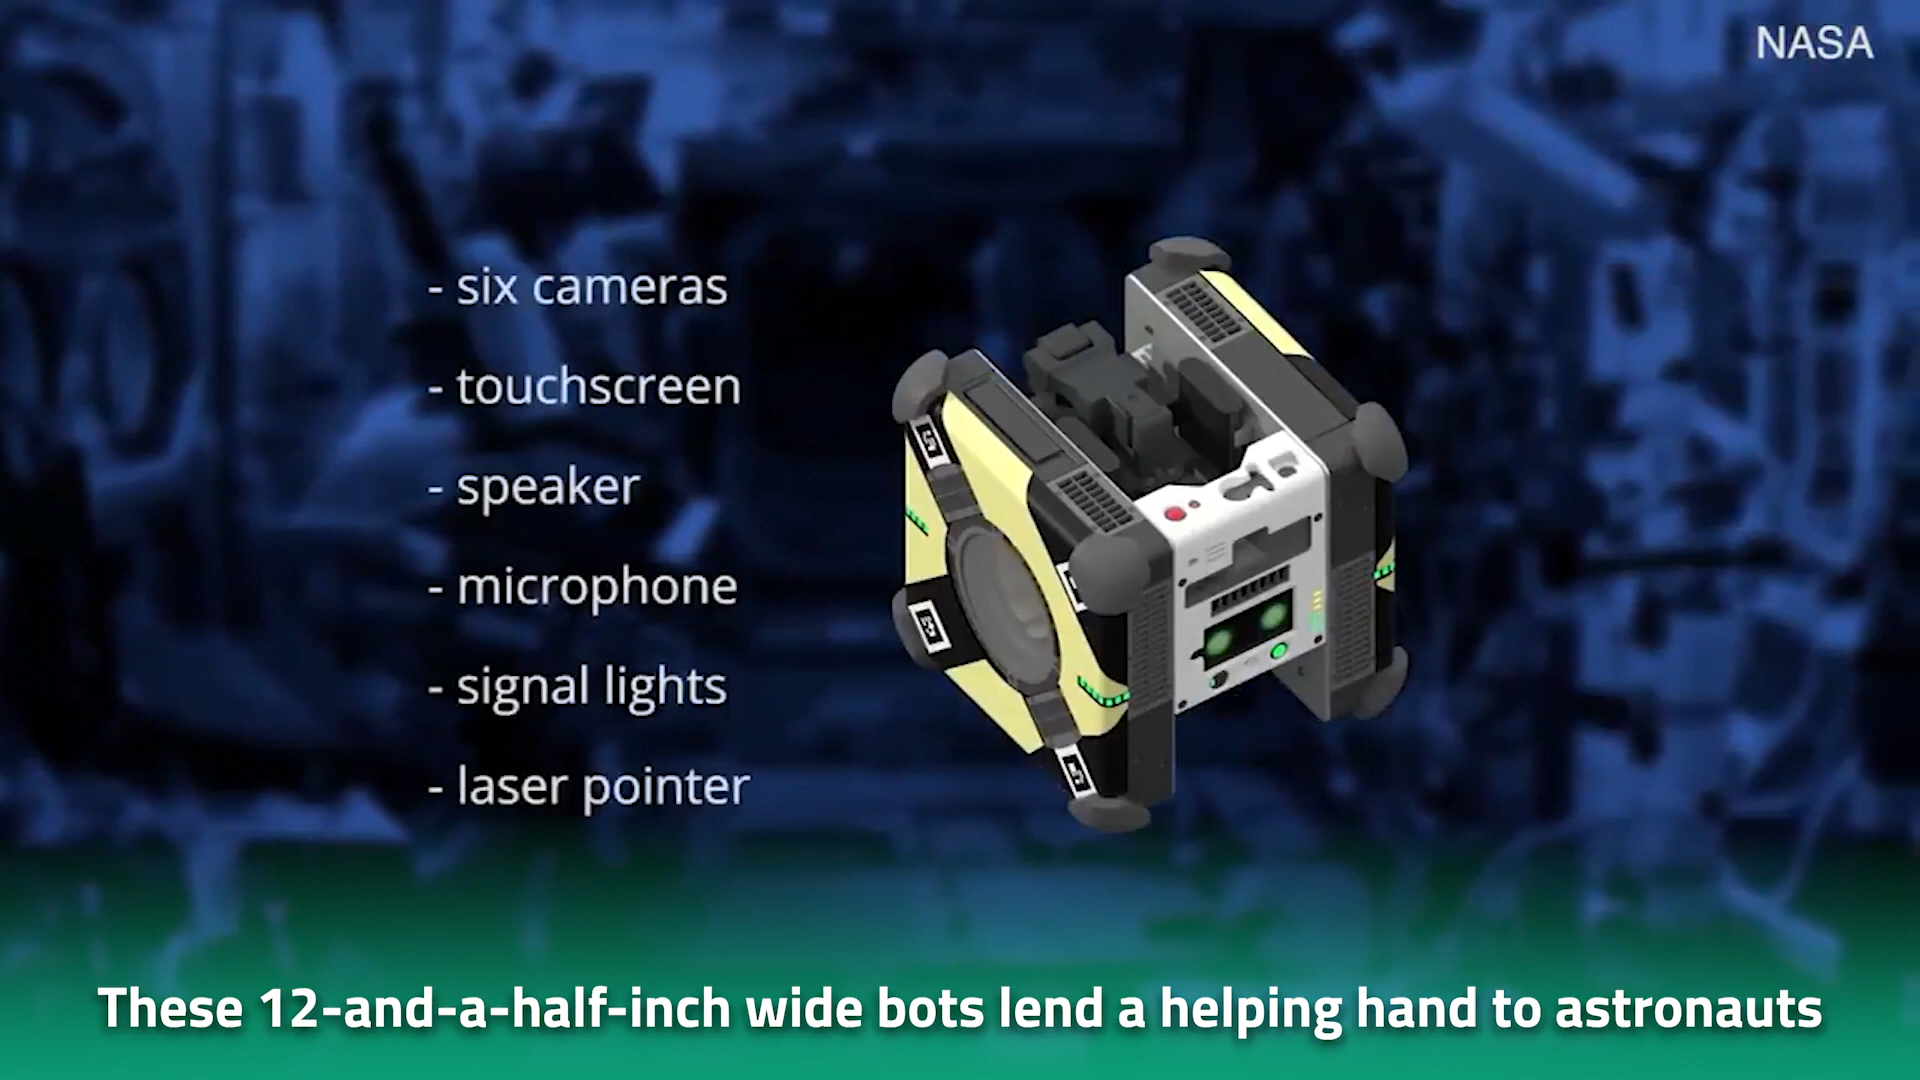 NASA
- six cameras
- touchscreen
- speaker
- microphone
- signal lights
- laser pointer
These 12-and-a-half-inch wide bots lend a helping hand to astronauts